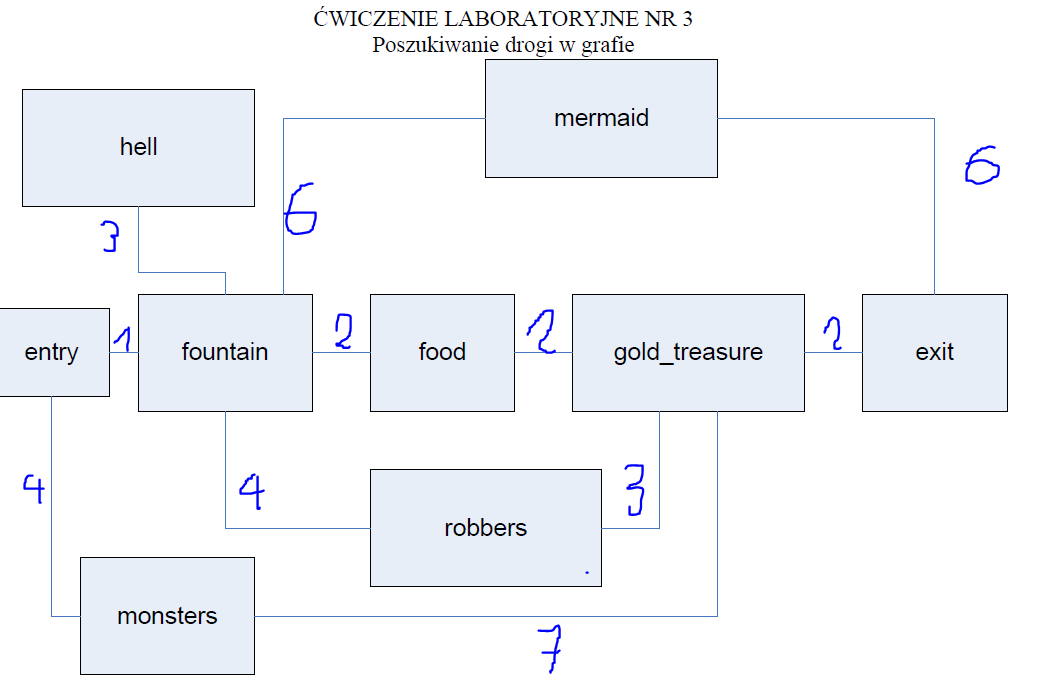 ĆWICZENIE LABORATORYJNE NR 3
Poszukiwanie drogi w grafie
mermaid
hell
6
6
3
entry
1
fountain
2
food
2
gold_treasure
2
exit
4
4
robbers
3
monsters
7